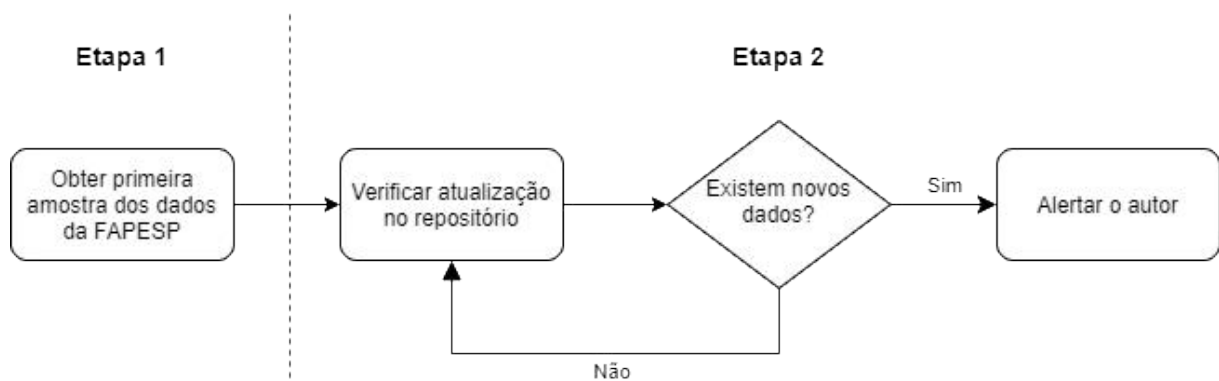 Etapa 1
Etapa 2
Obter primeira
amostra dos dados
da FAPESP
Verificar atualização
no repositório
Existem novos
dados?
Sim
Alertar o autor
Não